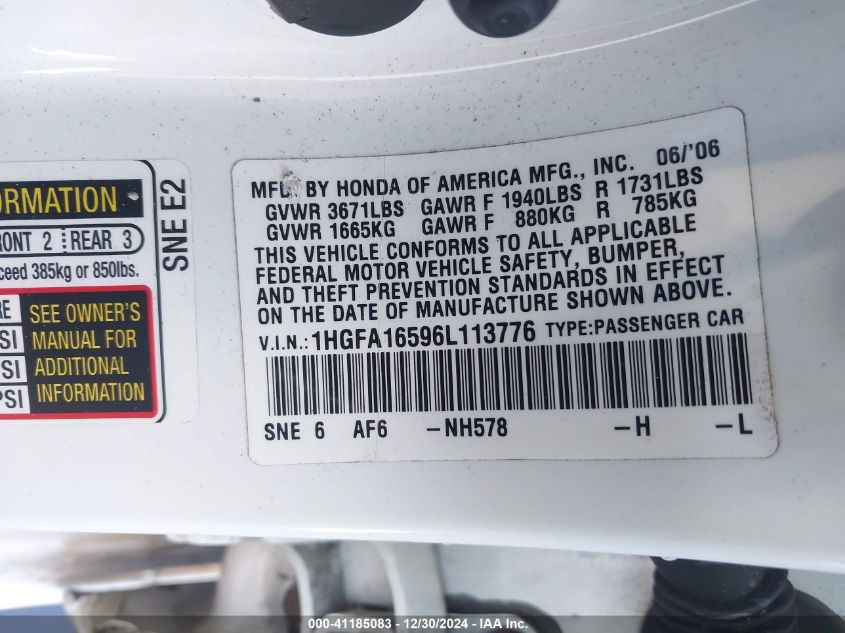 ORMATION
RONT 2 REAR 3
ceed 385kg or 850lbs.
RE
SI
SI
PSI
SEE OWNER'S
MANUAL FOR
ADDITIONAL
INFORMATION
SNE E2
MFD. BY HONDA OF AMERICA MFG., INC. 06/'06
GVWR 3671LBS GAWR F 1940LBS R 1731LBS
GVWR 1665KG GAWR F 880KG R 785KG
THIS VEHICLE CONFORMS TO ALL APPLICABLE
FEDERAL MOTOR VEHICLE SAFETY, BUMPER,
AND THEFT PREVENTION STANDARDS IN EFFECT
ON THE DATE OF MANUFACTURE SHOWN ABOVE.
V.I.N.: 1HGFA16596L113776 TYPE:PASSENGER CAR
SNE 6 AF6 -NH578 -H -L
000-41185083 - 12/30/2024 - IAA Inc.